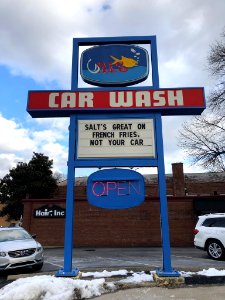 CAR WASH
SALT'S GREAT ON
FRENCH FRIES.
NOT YOUR CAR
OPEN
Hair, Inc